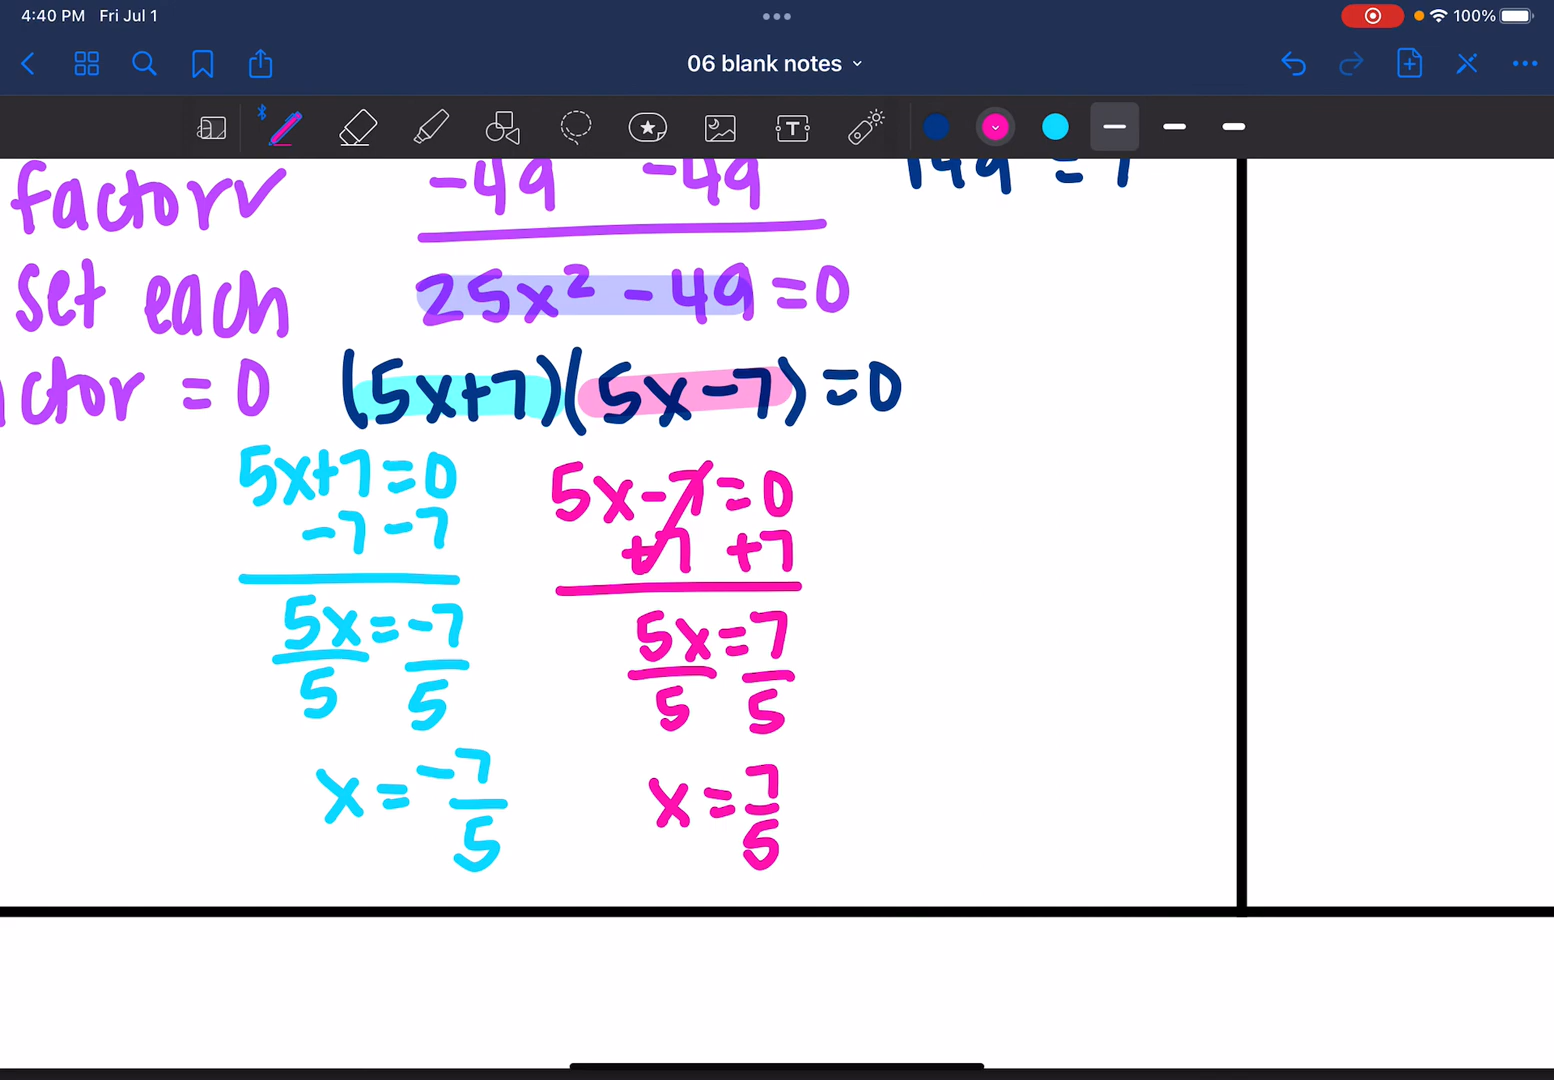 4:40 PM Fri Jul 1
100%
06 blank notes
factor✓
-49 -49
√49 = 7
set each
25x² - 49 = 0
ctor = 0
(5x+7)(5x-7) = 0
5x+7=0
-7 -7
5x = -7
5 5
x = -7/5
5x-7=0
+7 +7
5x = 7
5 5
x = 7/5